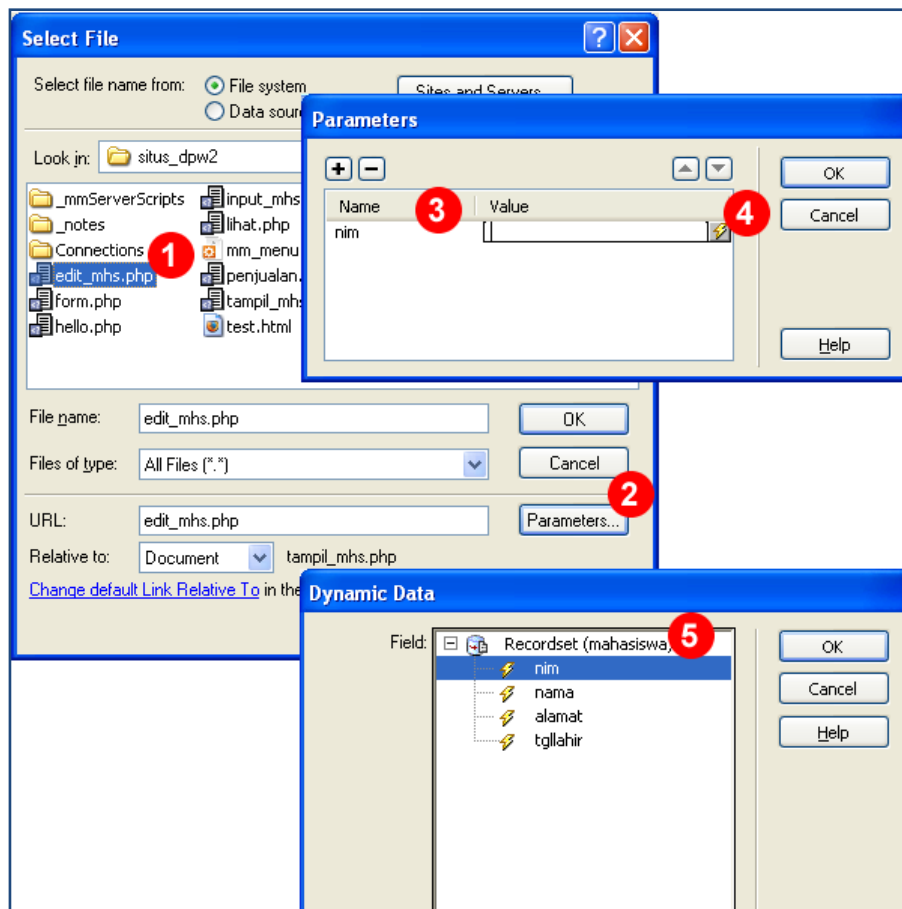 Select File
Select file name from: File system Sites and Servers...
Data sour
Look in: situs_dpw2
_mmServerScripts input_mhs
_notes lihat.php
Connections 1 mm_menu
edit_mhs.php penjualan.
form.php tampil_mhs
hello.php test.html
File name: edit_mhs.php OK
Files of type: All Files (*.*) Cancel
2
URL: edit_mhs.php Parameters...
Relative to: Document tampil_mhs.php
Change default Link Relative To in the
Parameters
OK
Name 3 Value 4 Cancel
nim
Help
Dynamic Data
Field: Recordset (mahasiswa) 5 OK
nim
nama Cancel
alamat
tgllahir Help